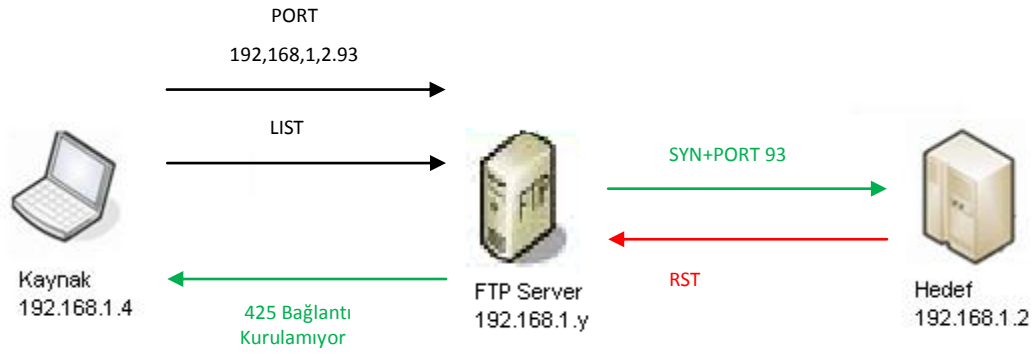 PORT
192,168,1,2.93
LIST
SYN+PORT 93
FTP
RST
425 Bağlantı
Kurulamıyor
Kaynak
192.168.1.4
FTP Server
192.168.1.y
Hedef
192.168.1.2